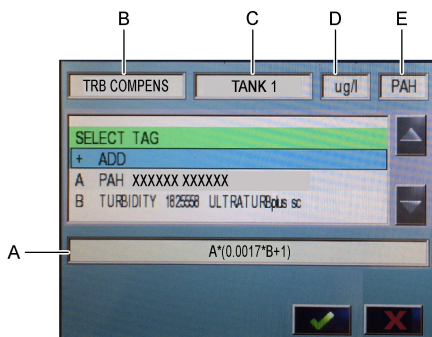 B C D E
TRB COMPENS TANK 1 ug/l PAH
SELECT TAG
+ ADD
A PAH XXXXXX XXXXXX
B TURBIDITY 1825558 ULTRATURBplus sc
A
A*(0.0017*B+1)